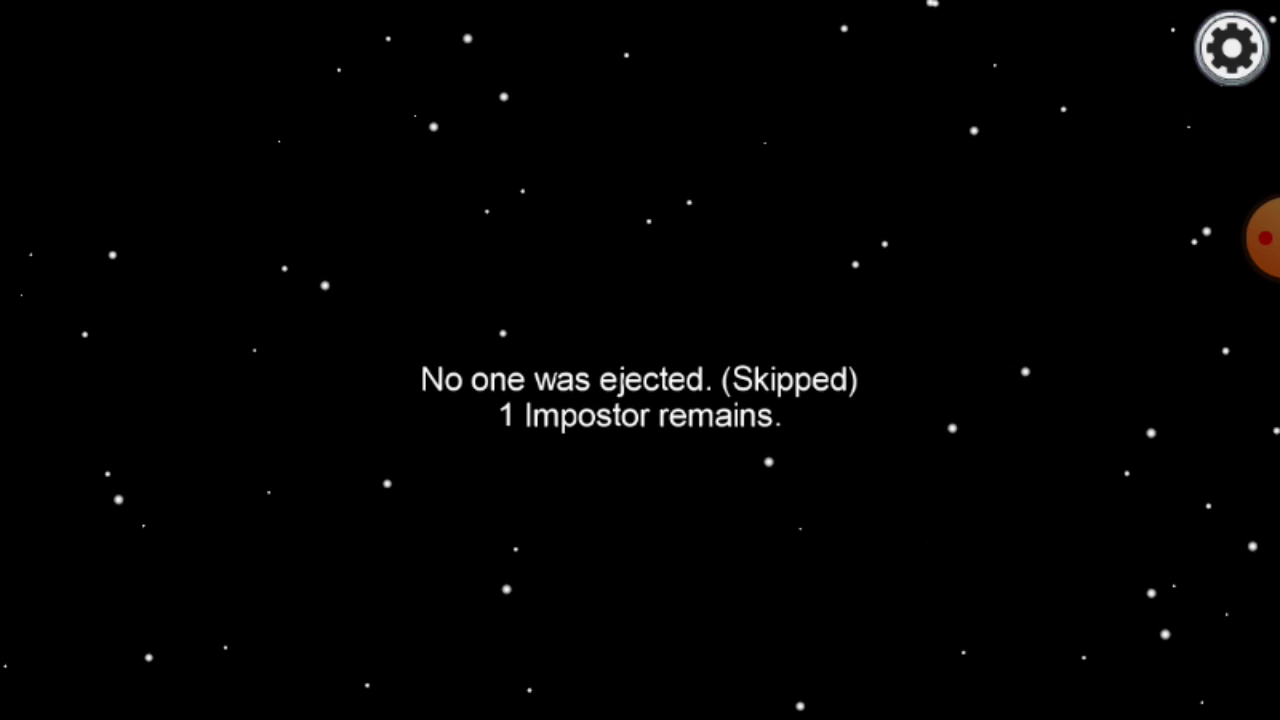 No one was ejected. (Skipped)
1 Impostor remains.